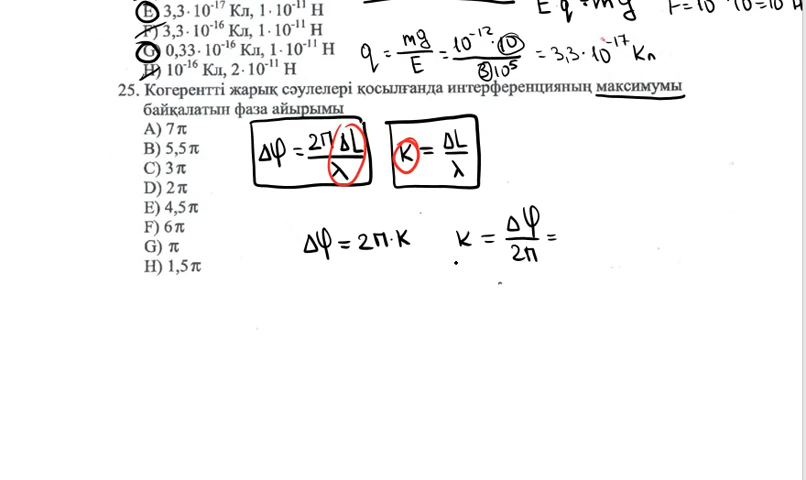 E) 3,3·10⁻¹⁷ Кл, 1·10⁻¹¹ Н
F) 3,3·10⁻¹⁶ Кл, 1·10⁻¹¹ Н
G) 0,33·10⁻¹⁶ Кл, 1·10⁻¹¹ Н
H) 10⁻¹⁶ Кл, 2·10⁻¹¹ Н
q = mg/E = 10⁻¹²·10/3·10⁵ = 3,3·10⁻¹⁷ Кл
25. Когерентті жарық сәулелері қосылғанда интерференцияның максимумы
байқалатын фаза айырымы
A) 7π
B) 5,5π
C) 3π
D) 2π
E) 4,5π
F) 6π
G) π
H) 1,5π
Δφ = 2π ΔL/λ
K = ΔL/λ
Δφ = 2π·K
K = Δφ/2π =